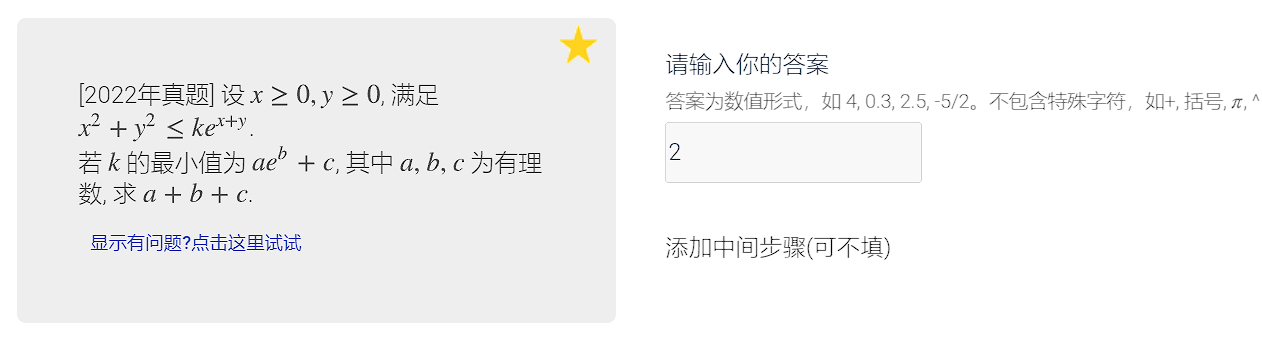 [2022年真题] 设 x ≥ 0, y ≥ 0, 满足
x² + y² ≤ ke^{x+y}.
若 k 的最小值为 ae^b + c, 其中 a, b, c 为有理
数, 求 a + b + c.
显示有问题?点击这里试试
请输入你的答案
答案为数值形式，如 4, 0.3, 2.5, -5/2。不包含特殊字符，如+, 括号, π, ^
2
添加中间步骤(可不填)